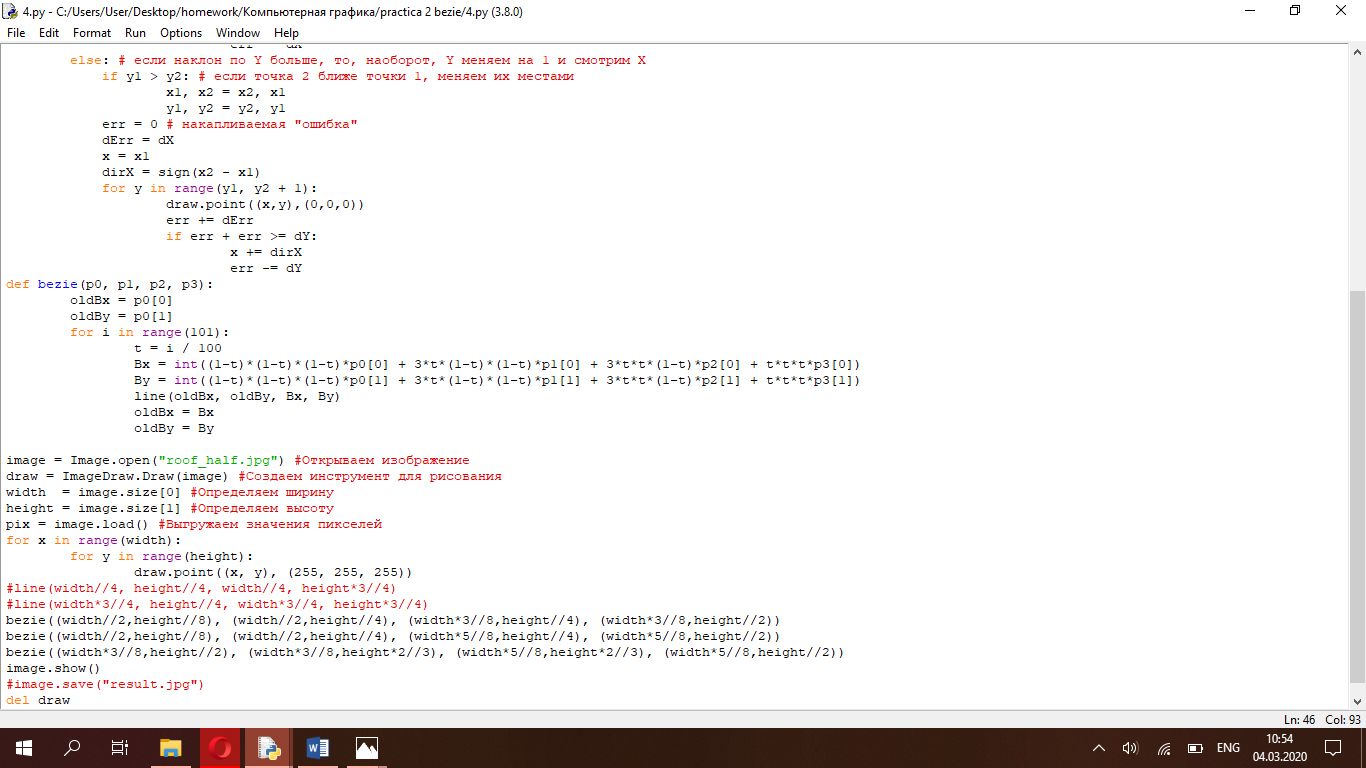 4.py - C:/Users/User/Desktop/homework/Компьютерная графика/practica 2 bezie/4.py (3.8.0)
File Edit Format Run Options Window Help
else: # если наклон по Y больше, то, наоборот, Y меняем на 1 и смотрим X
if y1 > y2: # если точка 2 ближе точки 1, меняем их местами
x1, x2 = x2, x1
y1, y2 = y2, y1
err = 0 # накапливаемая "ошибка"
dErr = dX
x = x1
dirX = sign(x2 - x1)
for y in range(y1, y2 + 1):
draw.point((x,y),(0,0,0))
err += dErr
if err + err >= dY:
x += dirX
err -= dY
def bezie(p0, p1, p2, p3):
oldBx = p0[0]
oldBy = p0[1]
for i in range(101):
t = i / 100
Bx = int((1-t)*(1-t)*(1-t)*p0[0] + 3*t*(1-t)*(1-t)*p1[0] + 3*t*t*(1-t)*p2[0] + t*t*t*p3[0])
By = int((1-t)*(1-t)*(1-t)*p0[1] + 3*t*(1-t)*(1-t)*p1[1] + 3*t*t*(1-t)*p2[1] + t*t*t*p3[1])
line(oldBx, oldBy, Bx, By)
oldBx = Bx
oldBy = By
image = Image.open("roof_half.jpg") #Открываем изображение
draw = ImageDraw.Draw(image) #Создаем инструмент для рисования
width  = image.size[0] #Определяем ширину
height = image.size[1] #Определяем высоту
pix = image.load() #Выгружаем значения пикселей
for x in range(width):
for y in range(height):
draw.point((x, y), (255, 255, 255))
#line(width//4, height//4, width//4, height*3//4)
#line(width*3//4, height//4, width*3//4, height*3//4)
bezie((width//2,height//8), (width//2,height//4), (width*3//8,height//4), (width*3//8,height//2))
bezie((width//2,height//8), (width//2,height//4), (width*5//8,height//4), (width*5//8,height//2))
bezie((width*3//8,height//2), (width*3//8,height*2//3), (width*5//8,height*2//3), (width*5//8,height//2))
image.show()
#image.save("result.jpg")
del draw
Ln: 46 Col: 93
ENG
10:54
04.03.2020